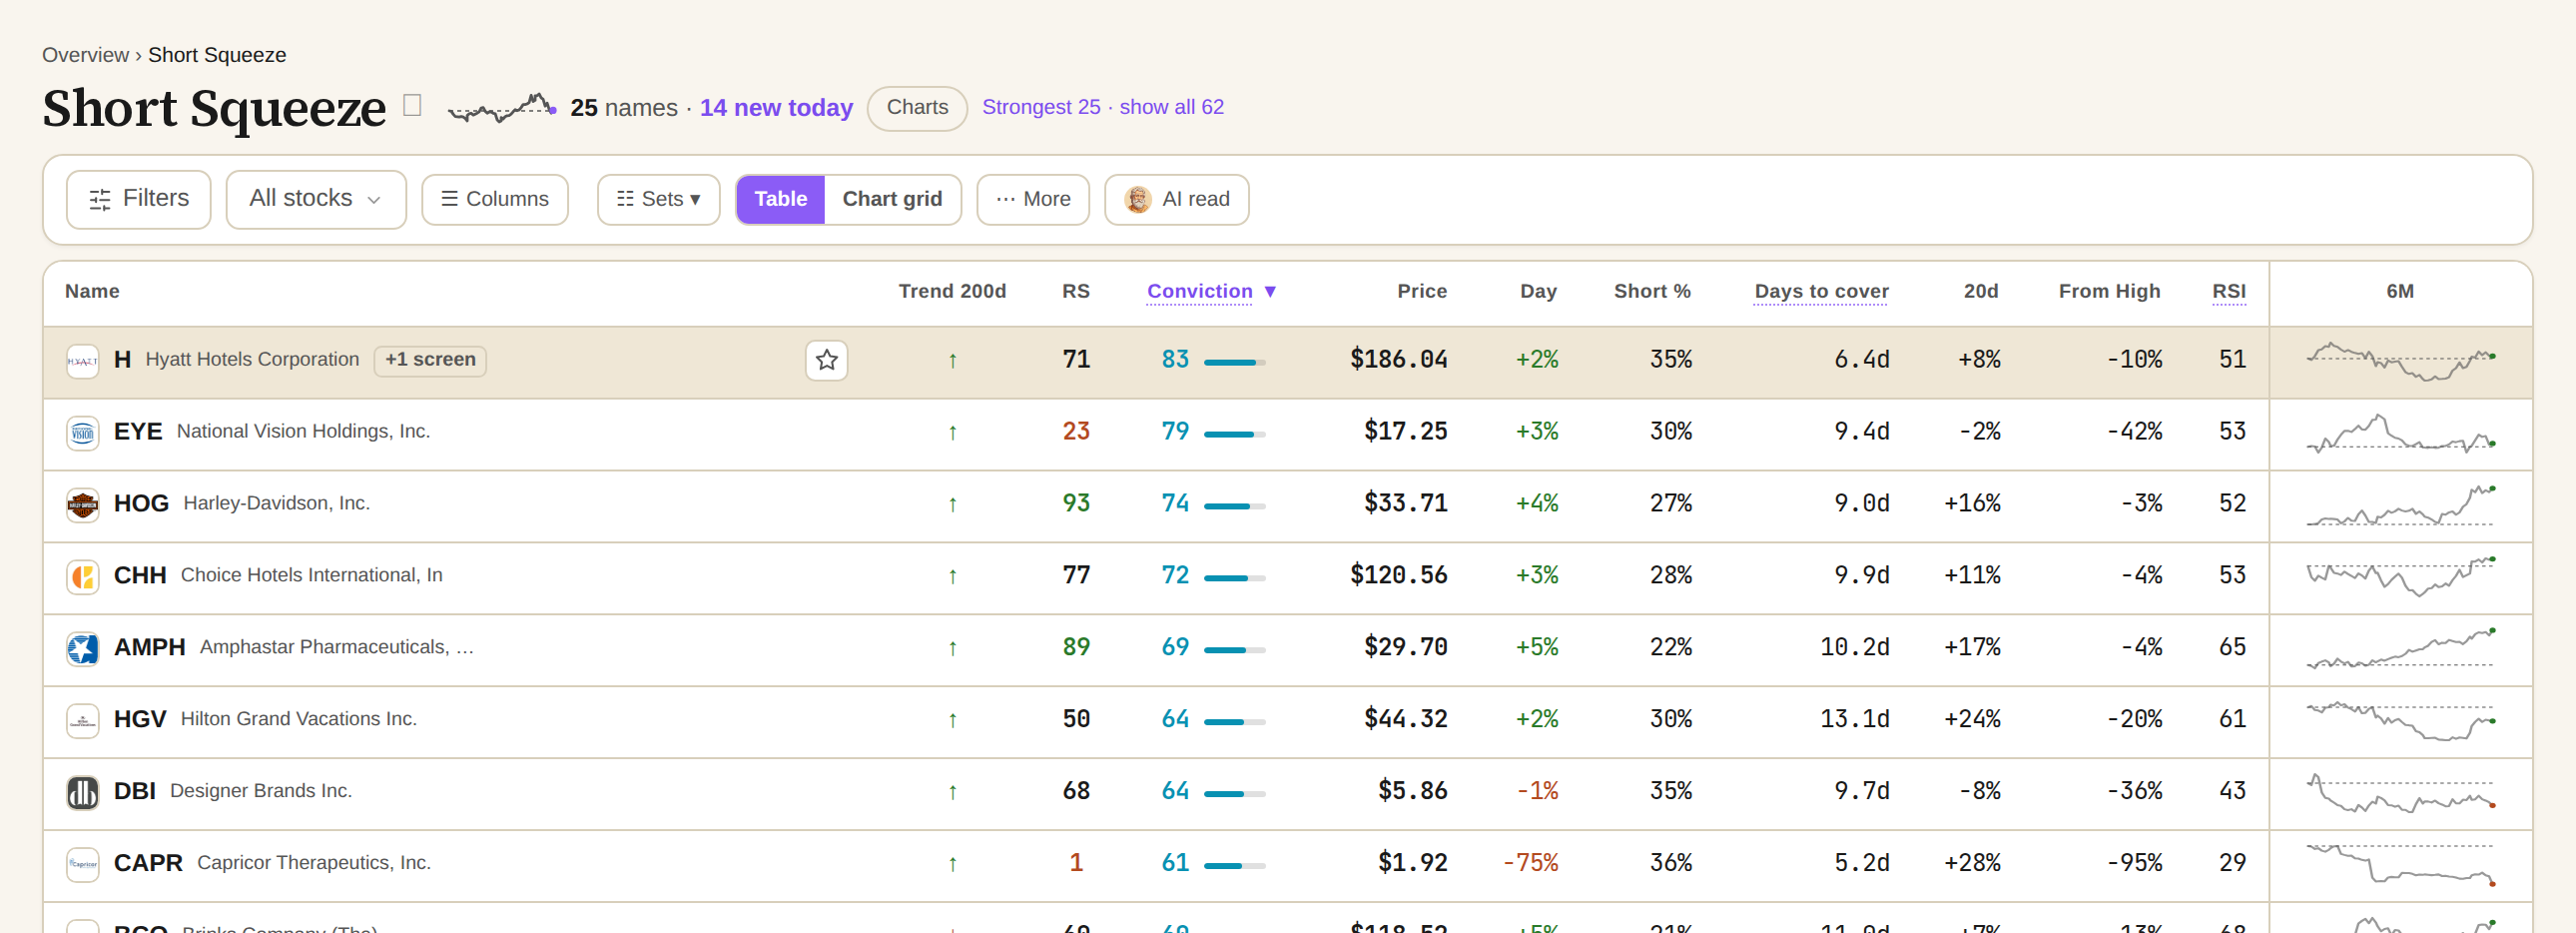 Overview › Short Squeeze
Short Squeeze 25 names · 14 new today Charts Strongest 25 · show all 62
Filters All stocks Columns Sets ▾ Table Chart grid ⋯ More AI read
Name Trend 200d RS Conviction ▼ Price Day Short % Days to cover 20d From High RSI 6M
HYATT H Hyatt Hotels Corporation +1 screen ↑ 71 83 $186.04 +2% 35% 6.4d +8% -10% 51
VISION EYE National Vision Holdings, Inc. ↑ 23 79 $17.25 +3% 30% 9.4d -2% -42% 53
HOG Harley-Davidson, Inc. ↑ 93 74 $33.71 +4% 27% 9.0d +16% -3% 52
CHH Choice Hotels International, In ↑ 77 72 $120.56 +3% 28% 9.9d +11% -4% 53
AMPH Amphastar Pharmaceuticals, … ↑ 89 69 $29.70 +5% 22% 10.2d +17% -4% 65
HGV Hilton Grand Vacations Inc. ↑ 50 64 $44.32 +2% 30% 13.1d +24% -20% 61
DBI Designer Brands Inc. ↑ 68 64 $5.86 -1% 35% 9.7d -8% -36% 43
Capricor CAPR Capricor Therapeutics, Inc. ↑ 1 61 $1.92 -75% 36% 5.2d +28% -95% 29
BCO Brinks Company (The)